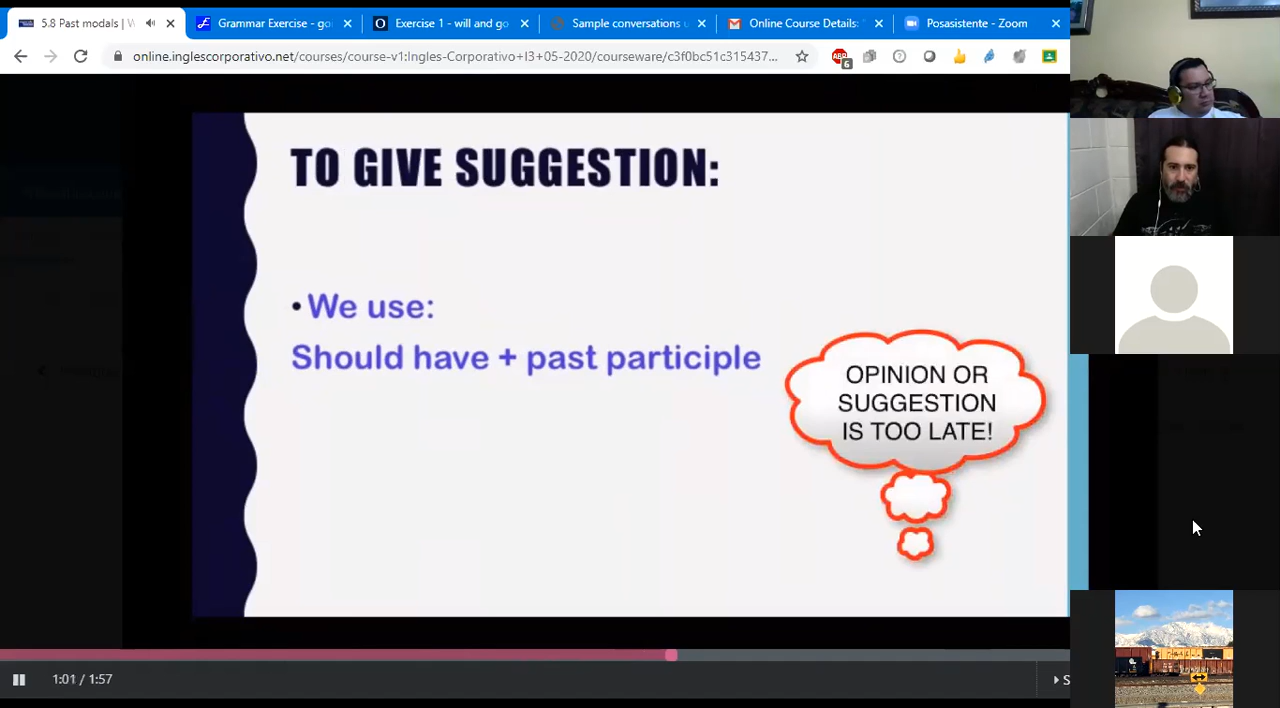 5.8 Past modals | W
Grammar Exercise - go
Exercise 1 - will and go
Sample conversations u
Online Course Details:
Posasistente - Zoom
online.inglescorporativo.net/courses/course-v1:Ingles-Corporativo+I3+05-2020/courseware/c3f0bc51c315437...
6
TO GIVE SUGGESTION:
• We use:
Should have + past participle
OPINION OR
SUGGESTION
IS TOO LATE!
1:01 / 1:57
S